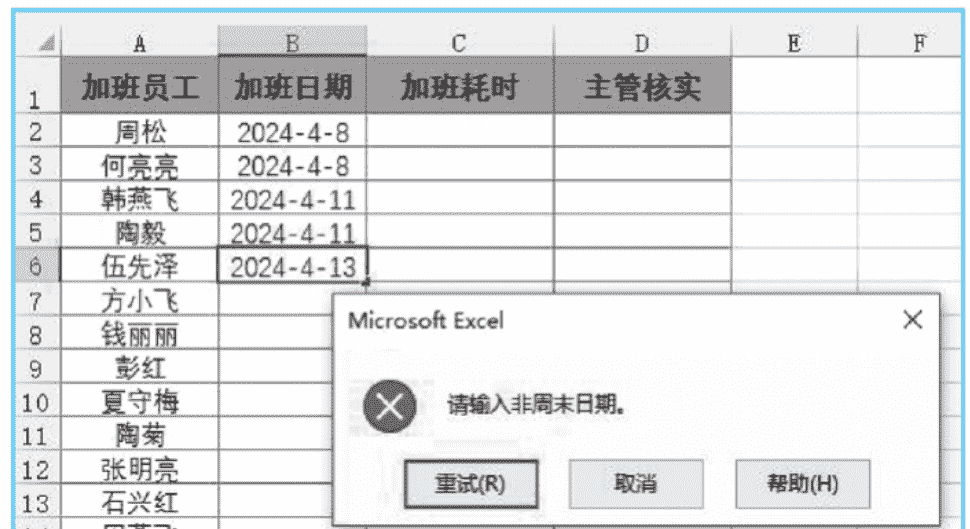 A B C D E F
1 加班员工 加班日期 加班耗时 主管核实
2 周松 2024-4-8
3 何亮亮 2024-4-8
4 韩燕飞 2024-4-11
5 陶毅 2024-4-11
6 伍先泽 2024-4-13
7 方小飞
Microsoft Excel
8 钱丽丽
9 彭红
请输入非周末日期。
10 夏守梅
11 陶菊
12 张明亮
重试(R) 取消 帮助(H)
13 石兴红